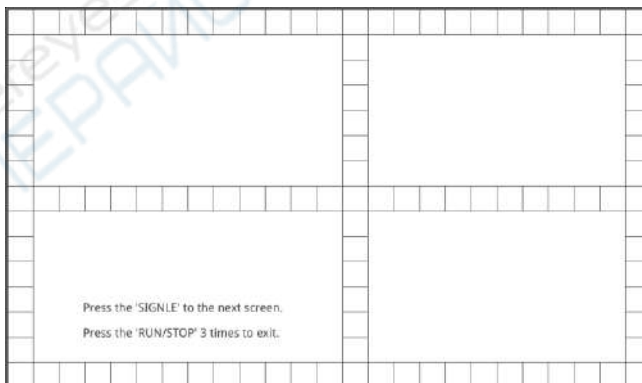 Press the 'SIGNLE' to the next screen.
Press the 'RUN/STOP' 3 times to exit.